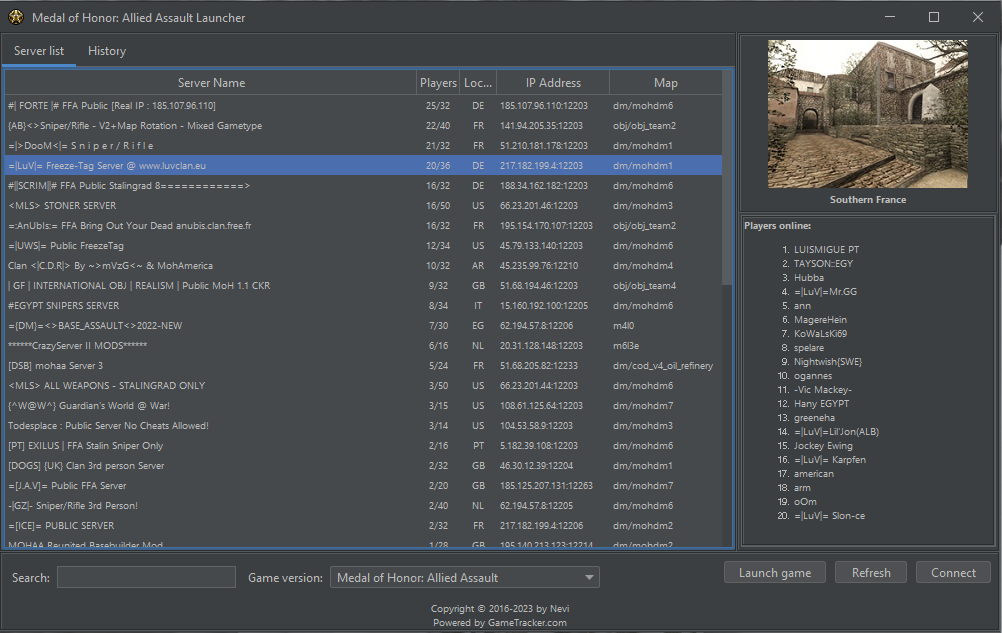 Medal of Honor: Allied Assault Launcher
Server list History
Server Name Players Loc... IP Address Map
#| FORTE |# FFA Public [Real IP : 185.107.96.110] 25/32 DE 185.107.96.110:12203 dm/mohdm6
{AB}<>Sniper/Rifle - V2+Map Rotation - Mixed Gametype 22/40 FR 141.94.205.35:12203 obj/obj_team2
=|>DooM<|= S n i p e r / R i f l e 21/32 FR 51.210.181.178:12203 dm/mohdm1
=|LuV|= Freeze-Tag Server @ www.luvclan.eu 20/36 DE 217.182.199.4:12203 dm/mohdm1
#||SCRIM||# FFA Public Stalingrad 8============> 16/32 DE 188.34.162.182:12203 dm/mohdm6
<MLS> STONER SERVER 16/50 US 66.23.201.46:12203 dm/mohdm3
=:AnUbIs:= FFA Bring Out Your Dead anubis.clan.free.fr 16/32 FR 195.154.170.107:12203 obj/obj_team2
=|UWS|= Public FreezeTag 12/34 US 45.79.133.140:12203 dm/mohdm6
Clan <|C.D.R|> By ~>mVzG<~ & MohAmerica 10/32 AR 45.235.99.76:12210 dm/mohdm4
| GF | INTERNATIONAL OBJ | REALISM | Public MoH 1.1 CKR 9/32 GB 51.68.194.46:12203 obj/obj_team4
#EGYPT SNIPERS SERVER 8/34 IT 15.160.192.100:12205 dm/mohdm6
={DM}=<>BASE_ASSAULT<>2022-NEW 7/30 EG 62.194.57.8:12206 m4l0
******CrazyServer II MODS****** 6/16 NL 20.31.128.148:12203 m6l3e
[DSB] mohaa Server 3 5/24 FR 51.68.205.82:12233 dm/cod_v4_oil_refinery
<MLS> ALL WEAPONS - STALINGRAD ONLY 3/50 US 66.23.201.44:12203 dm/mohdm6
{^W@W^} Guardian's World @ War! 3/15 US 108.61.125.64:12203 dm/mohdm7
Todesplace : Public Server No Cheats Allowed! 3/14 US 104.53.58.9:12203 dm/mohdm3
[PT] EXILUS | FFA Stalin Sniper Only 2/16 PT 5.182.39.108:12203 dm/mohdm6
[DOGS] {UK} Clan 3rd person Server 2/32 GB 46.30.12.39:12204 dm/mohdm1
=[J.A.V]= Public FFA Server 2/20 GB 185.125.207.131:12263 dm/mohdm7
-|GZ|- Sniper/Rifle 3rd Person! 2/40 NL 62.194.57.8:12205 dm/mohdm6
=[ICE]= PUBLIC SERVER 2/32 FR 217.182.199.4:12206 dm/mohdm2
MOHAA Reunited Basebuilder Mod 1/28 GB 195.140.213.123:12214 dm/mohdm2
Southern France
Players online:
1. LUISMIGUE PT
2. TAYSON::EGY
3. Hubba
4. =|LuV|=Mr.GG
5. ann
6. MagereHein
7. KoWaLsKi69
8. spelare
9. Nightwish{SWE}
10. ogannes
11. -Vic Mackey-
12. Hany EGYPT
13. greeneha
14. =|LuV|=Lil'Jon(ALB)
15. Jockey Ewing
16. =|LuV|= Karpfen
17. american
18. arm
19. oOm
20. =|LuV|= Slon-ce
Search: Game version: Medal of Honor: Allied Assault Launch game Refresh Connect
Copyright © 2016-2023 by Nevi
Powered by GameTracker.com